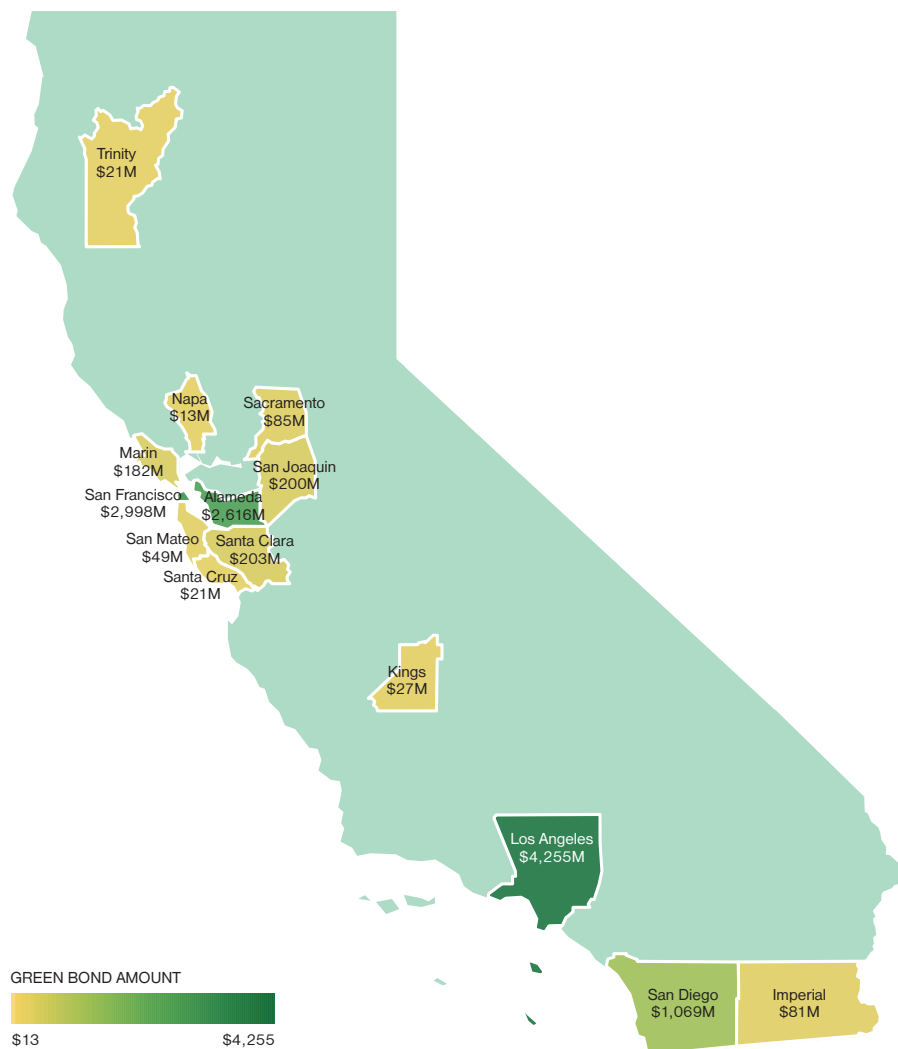 Trinity
$21M
Napa
$13M
Sacramento
$85M
Marin
$182M
San Joaquin
$200M
San Francisco
$2,998M
Alameda
$2,616M
San Mateo
$49M
Santa Clara
$203M
Santa Cruz
$21M
Kings
$27M
Los Angeles
$4,255M
San Diego
$1,069M
Imperial
$81M
GREEN BOND AMOUNT
$13
$4,255